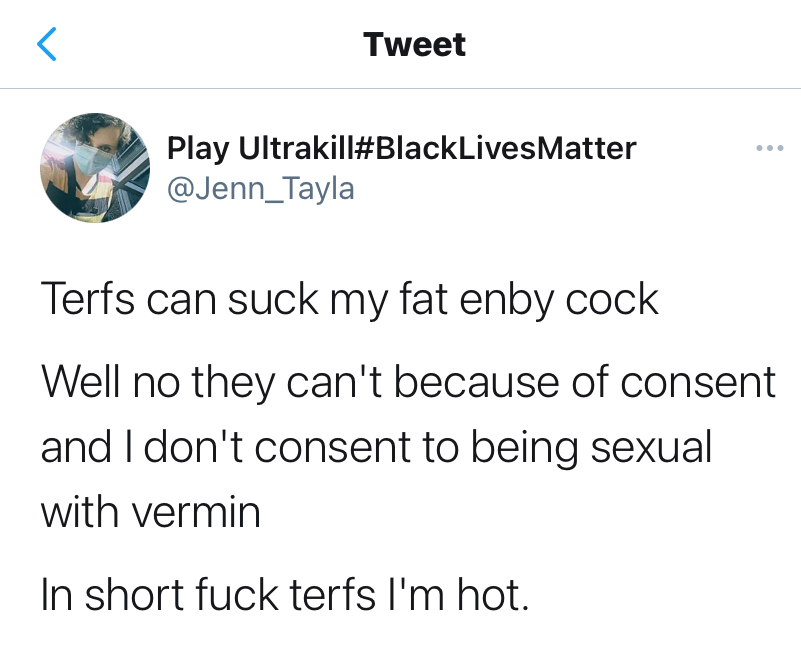 Tweet
Play Ultrakill#BlackLivesMatter
@Jenn_Tayla
Terfs can suck my fat enby cock
Well no they can't because of consent
and I don't consent to being sexual
with vermin
In short fuck terfs I'm hot.